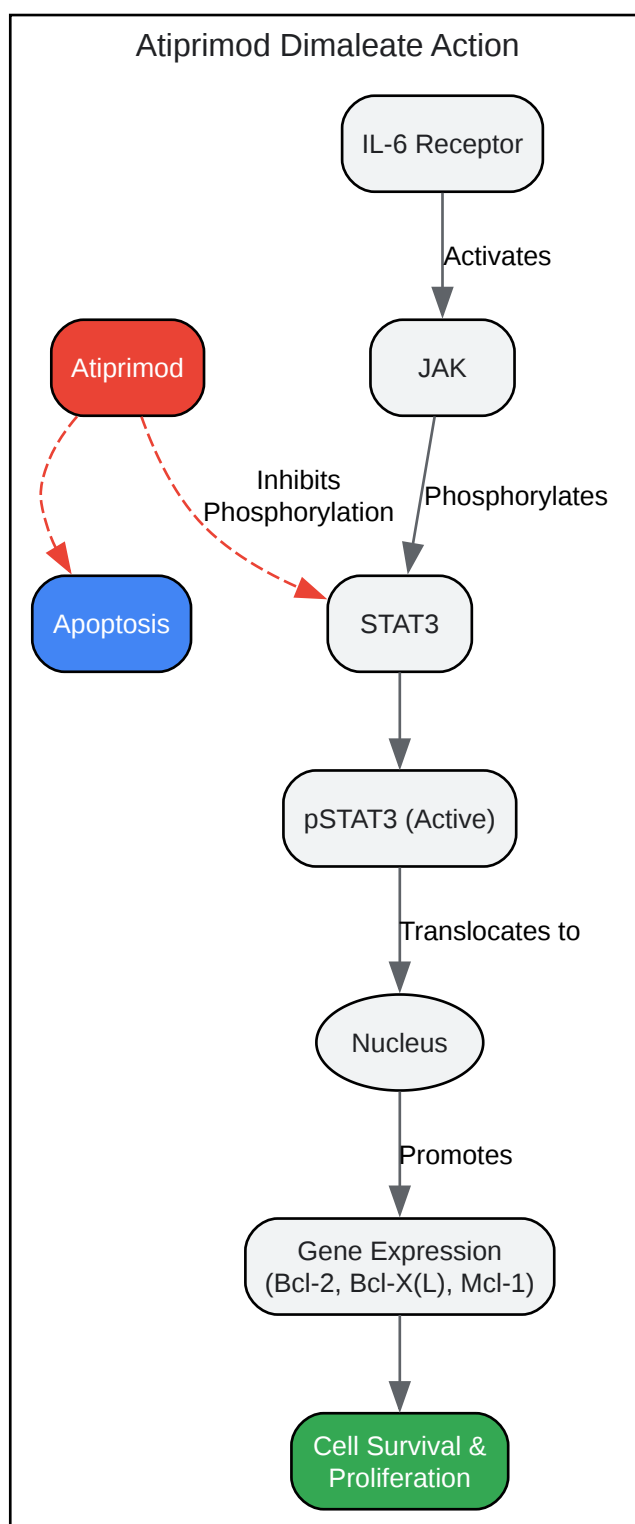 Atiprimod Dimaleate Action
IL-6 Receptor
Activates
Atiprimod
JAK
Inhibits
Phosphorylation
Phosphorylates
Apoptosis
STAT3
pSTAT3 (Active)
Translocates to
Nucleus
Promotes
Gene Expression
(Bcl-2, Bcl-X(L), Mcl-1)
Cell Survival &
Proliferation